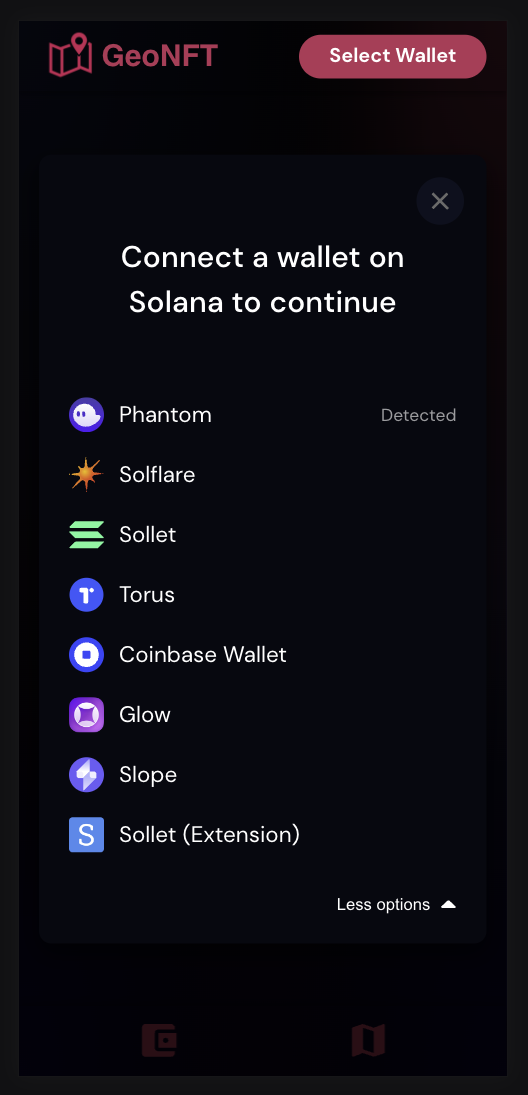 GeoNFT
Select Wallet
Connect a wallet on
Solana to continue
Phantom
Detected
Solflare
Sollet
Torus
Coinbase Wallet
Glow
Slope
S
Sollet (Extension)
Less options